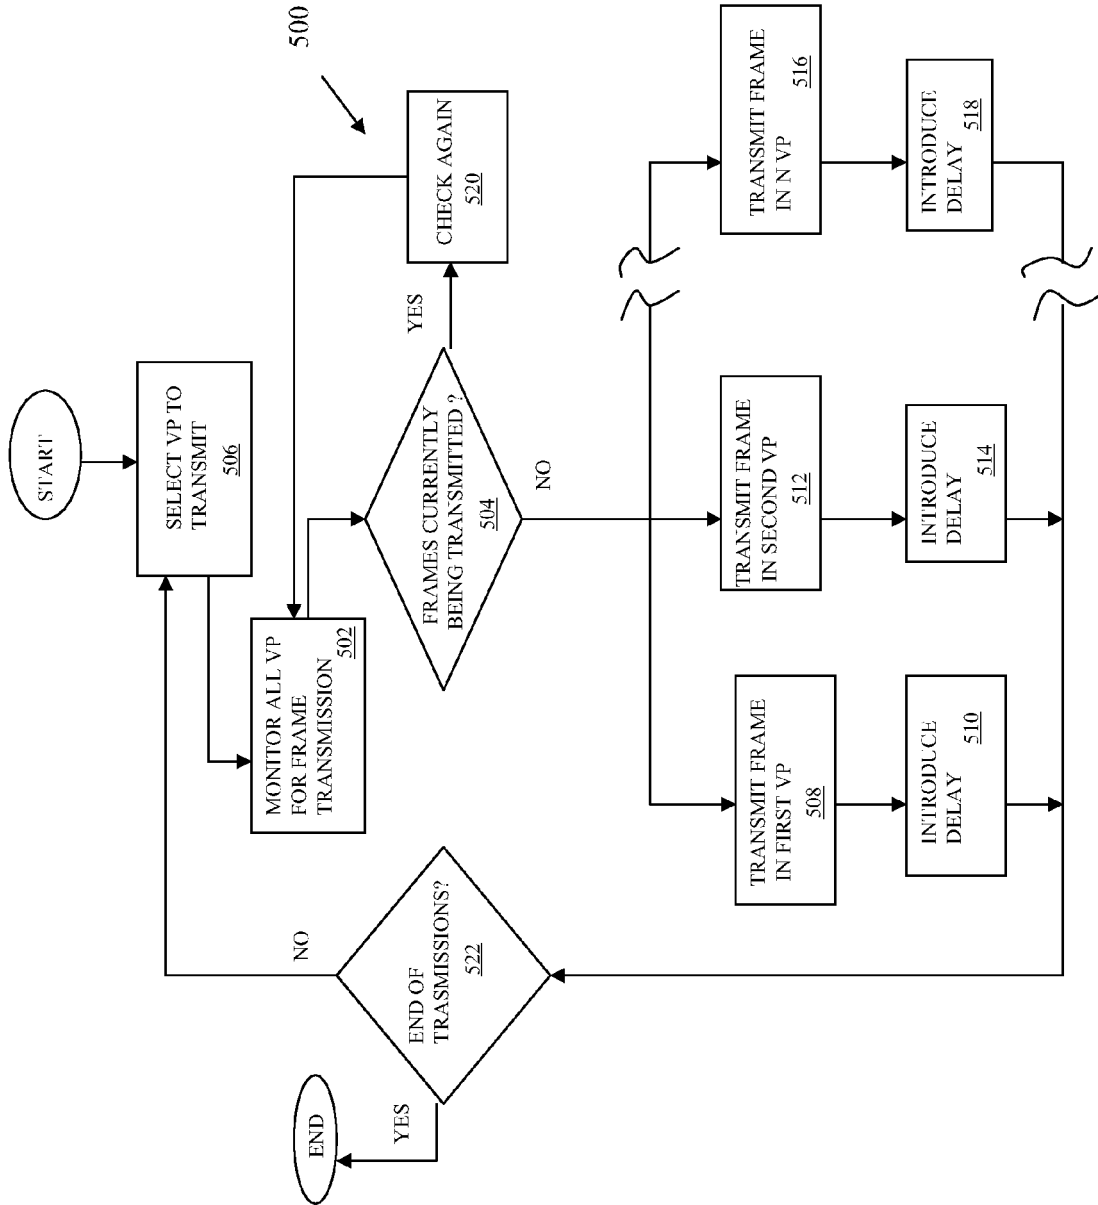 500
START
SELECT VP TO
TRANSMIT
506
MONITOR ALL VP
FOR FRAME
TRANSMISSION
502
FRAMES CURRENTLY
BEING TRANSMITTED ?
504
YES
CHECK AGAIN
520
NO
TRANSMIT FRAME
IN FIRST VP
508
TRANSMIT FRAME
IN SECOND VP
512
TRANSMIT FRAME
IN N VP
516
INTRODUCE
DELAY
510
INTRODUCE
DELAY
514
INTRODUCE
DELAY
518
END OF
TRASMISSIONS?
522
NO
YES
END